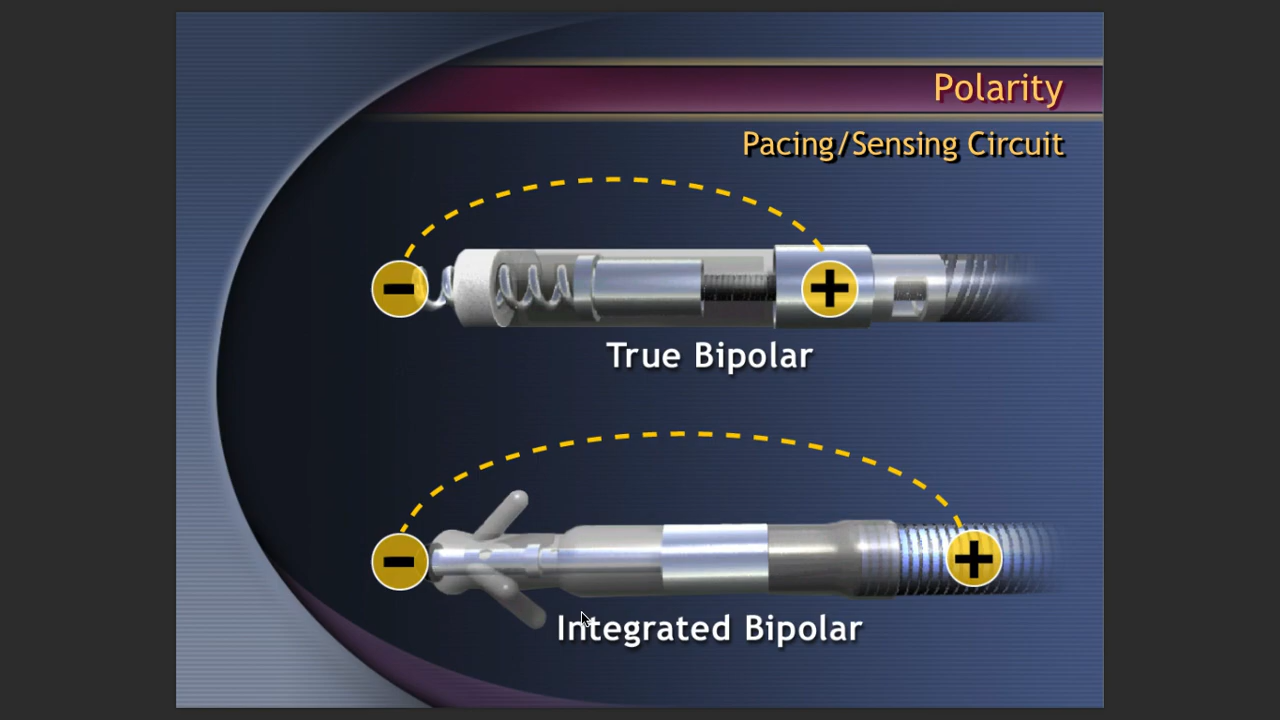 Polarity
Pacing/Sensing Circuit
− +
True Bipolar
− +
Integrated Bipolar